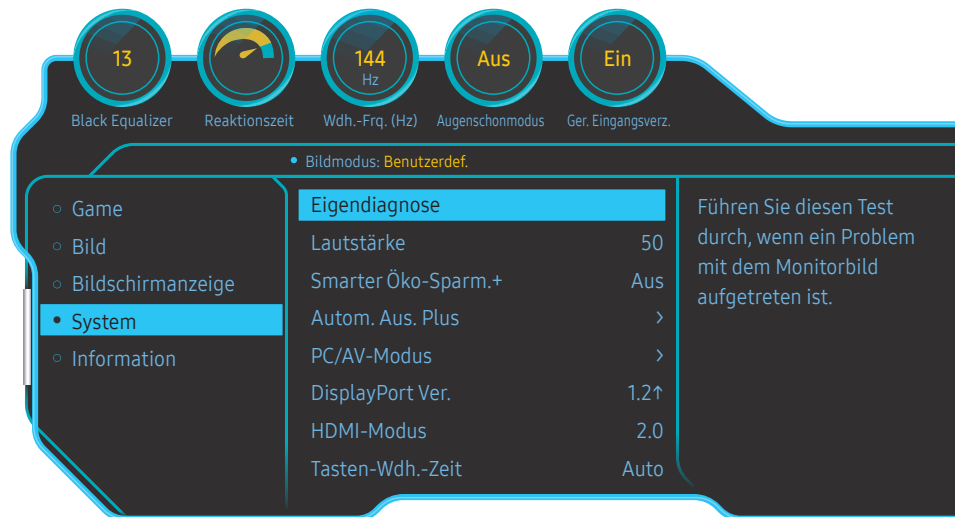 13
144
Hz
Aus
Ein
Black Equalizer
Reaktionszeit
Wdh.-Frq. (Hz)
Augenschonmodus
Ger. Eingangsverz.
Bildmodus: Benutzerdef.
Game
Bild
Bildschirmanzeige
System
Information
Eigendiagnose
Lautstärke 50
Smarter Öko-Sparm.+ Aus
Autom. Aus. Plus >
PC/AV-Modus >
DisplayPort Ver. 1.2↑
HDMI-Modus 2.0
Tasten-Wdh.-Zeit Auto
Führen Sie diesen Test
durch, wenn ein Problem
mit dem Monitorbild
aufgetreten ist.